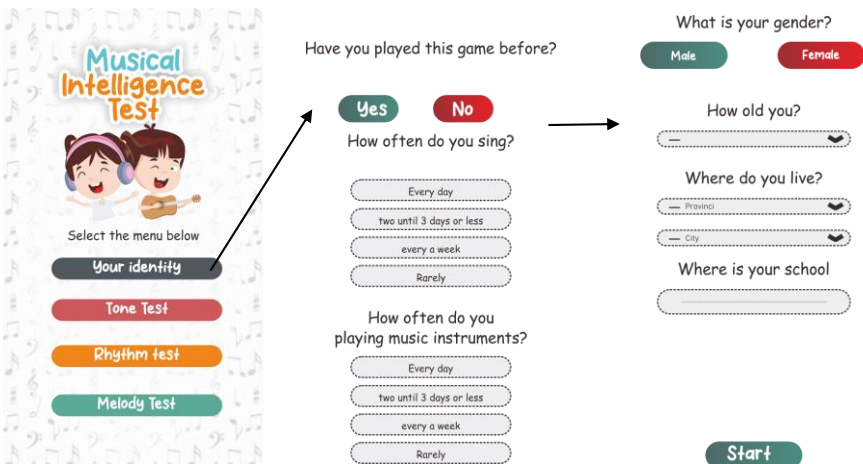 Musical
Intelligence
Test
Select the menu below
Your identity
Tone Test
Rhythm test
Melody Test
Have you played this game before?
Yes
No
How often do you sing?
Every day
two until 3 days or less
every a week
Rarely
How often do you
playing music instruments?
Every day
two until 3 days or less
every a week
Rarely
What is your gender?
Male
Female
How old you?
Where do you live?
Provinci
City
Where is your school
Start